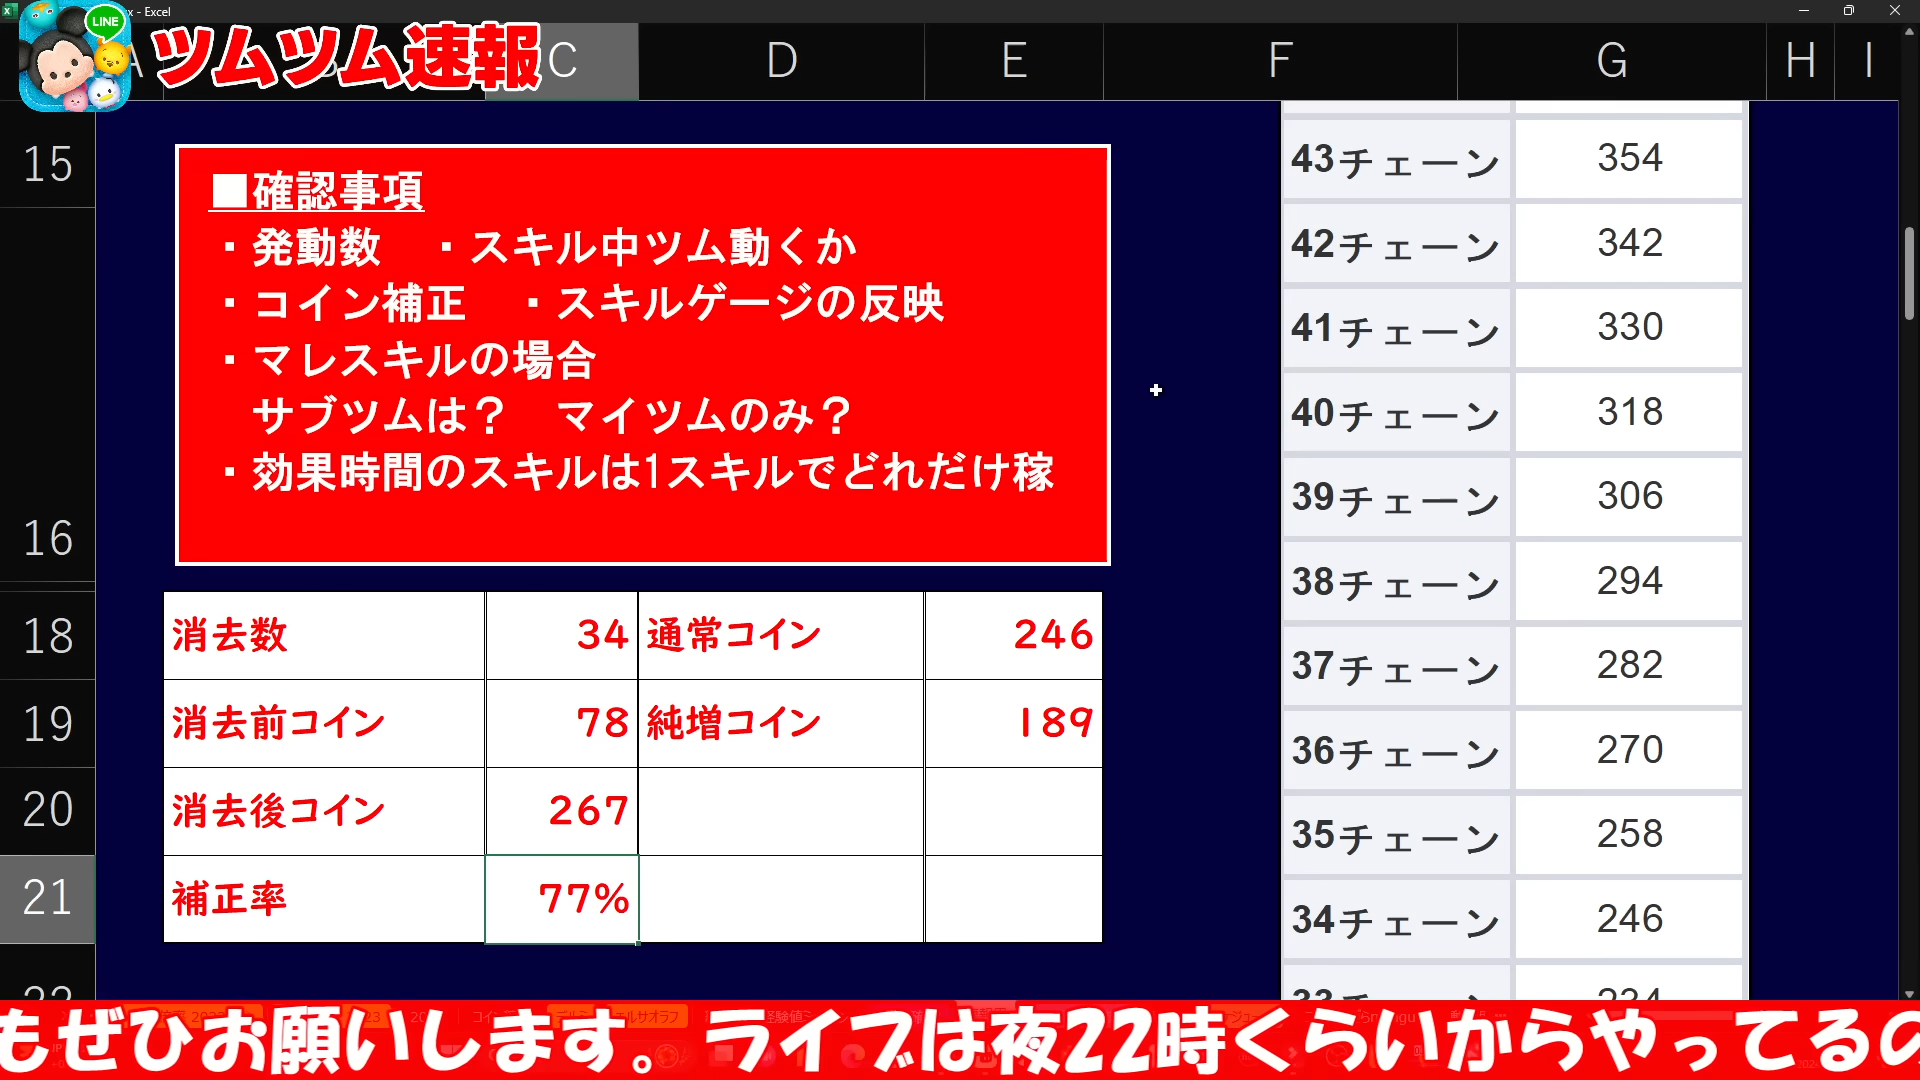 x - Excel
LINE
ツムツム速報
C D E F G H I
15
■確認事項
・発動数 ・スキル中ツム動くか
・コイン補正 ・スキルゲージの反映
・マレスキルの場合
サブツムは？ マイツムのみ？
・効果時間のスキルは1スキルでどれだけ稼
16
18 消去数 34 通常コイン 246
19 消去前コイン 78 純増コイン 189
20 消去後コイン 267
21 補正率 77%
43チェーン 354
42チェーン 342
41チェーン 330
40チェーン 318
39チェーン 306
38チェーン 294
37チェーン 282
36チェーン 270
35チェーン 258
34チェーン 246
もぜひお願いします。ライブは夜22時くらいからやってるの